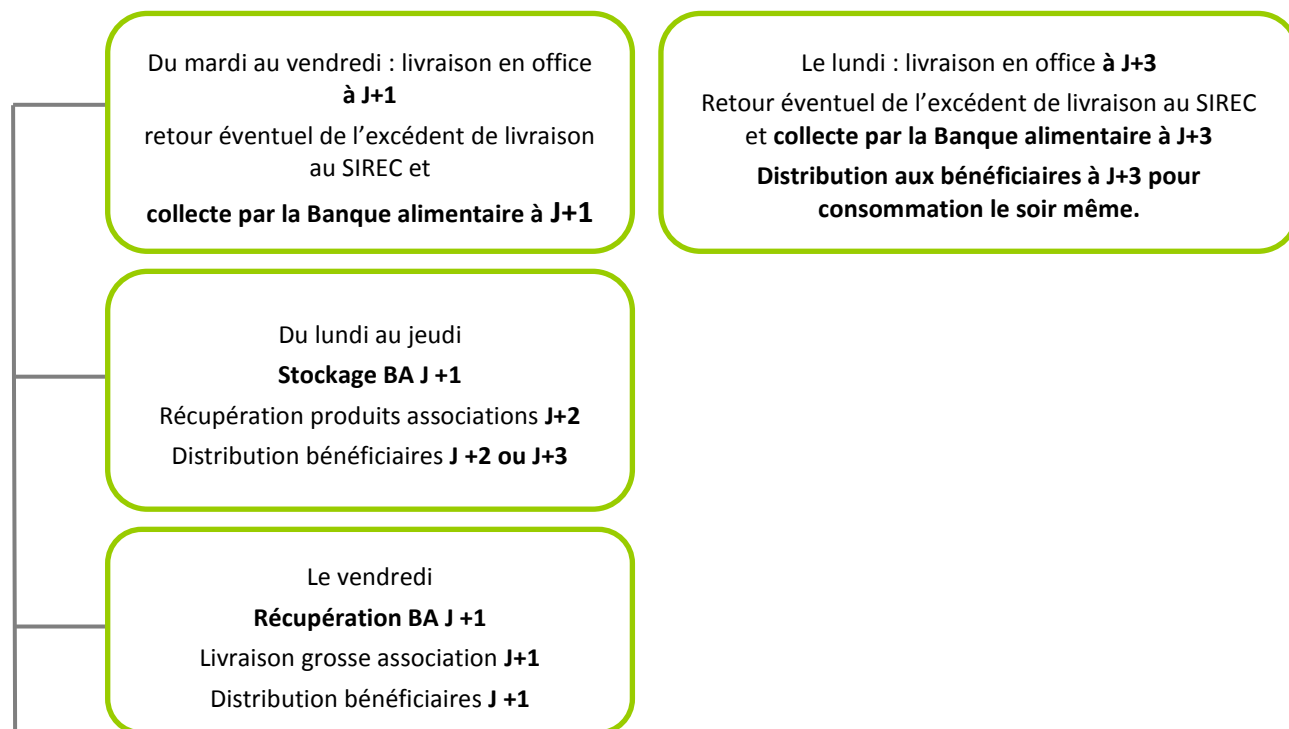 Du mardi au vendredi : livraison en office
à J+1
retour éventuel de l'excédent de livraison
au SIREC et
collecte par la Banque alimentaire à J+1
Le lundi : livraison en office à J+3
Retour éventuel de l'excédent de livraison au SIREC
et collecte par la Banque alimentaire à J+3
Distribution aux bénéficiaires à J+3 pour
consommation le soir même.
Du lundi au jeudi
Stockage BA J +1
Récupération produits associations J+2
Distribution bénéficiaires J +2 ou J+3
Le vendredi
Récupération BA J +1
Livraison grosse association J+1
Distribution bénéficiaires J +1